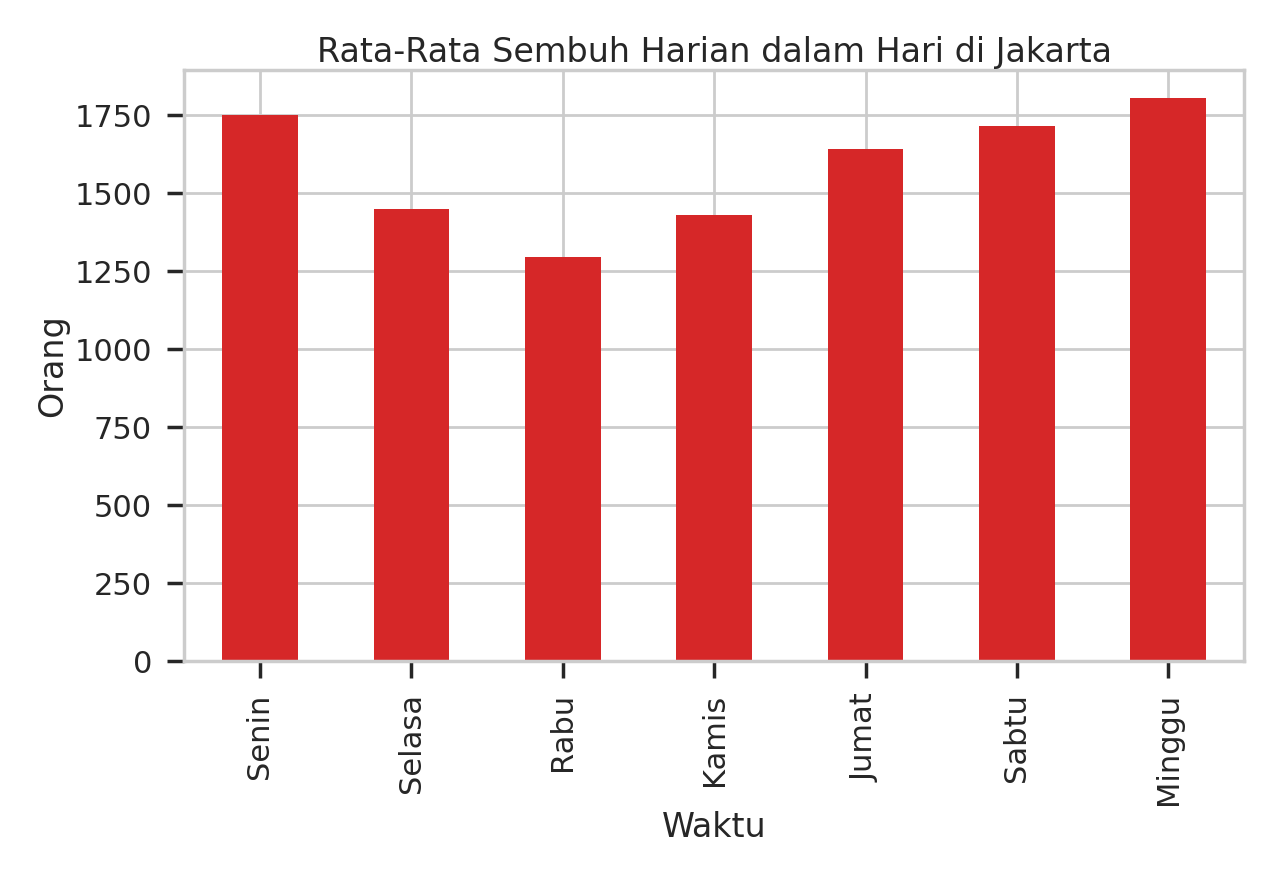 Rata-Rata Sembuh Harian dalam Hari di Jakarta
1750
1500
1250
1000
750
500
250
0
Orang
Senin
Selasa
Rabu
Kamis
Jumat
Sabtu
Minggu
Waktu